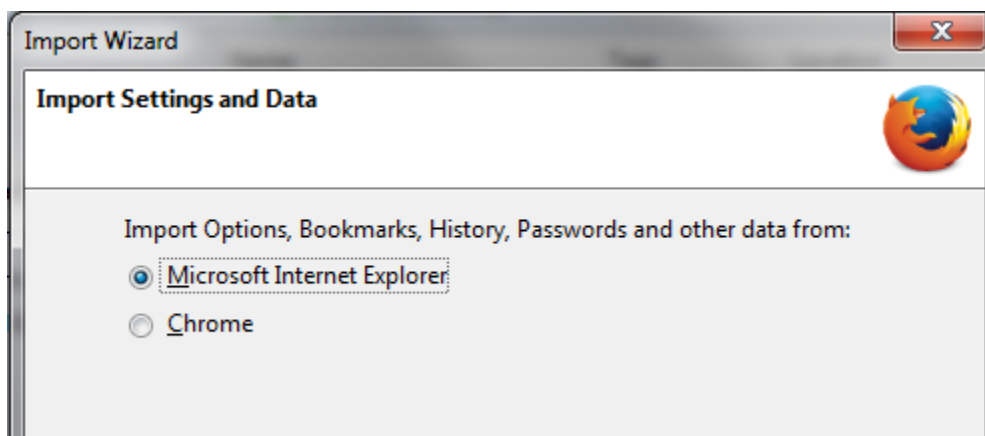 Import Wizard
Import Settings and Data
Import Options, Bookmarks, History, Passwords and other data from:
Microsoft Internet Explorer
Chrome